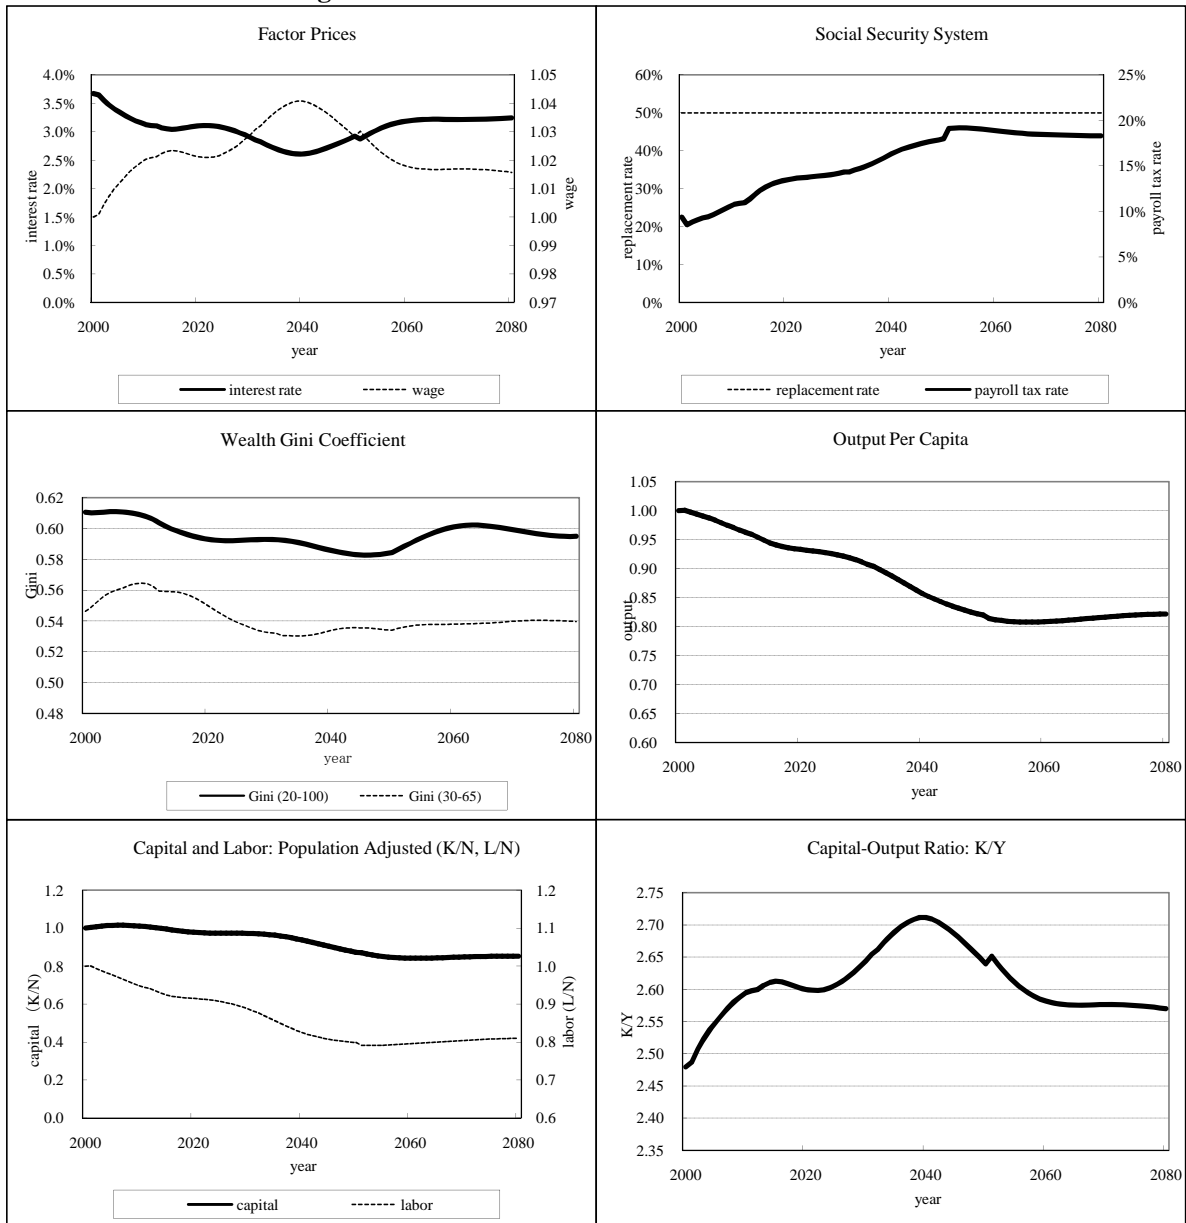 Factor Prices
4.0%
3.5%
3.0%
2.5%
2.0%
1.5%
1.0%
0.5%
0.0%
interest rate
1.05
1.04
1.03
1.02
1.01
1.00
0.99
0.98
0.97
wage
2000 2020 2040 2060 2080
year
interest rate wage
Social Security System
60%
50%
40%
30%
20%
10%
0%
replacement rate
25%
20%
15%
10%
5%
0%
payroll tax rate
2000 2020 2040 2060 2080
year
replacement rate payroll tax rate
Wealth Gini Coefficient
0.62
0.60
0.58
0.56
0.54
0.52
0.50
0.48
Gini
2000 2020 2040 2060 2080
year
Gini (20-100) Gini (30-65)
Output Per Capita
1.05
1.00
0.95
0.90
0.85
0.80
0.75
0.70
0.65
0.60
output
2000 2020 2040 2060 2080
year
Capital and Labor: Population Adjusted (K/N, L/N)
1.2
1.0
0.8
0.6
0.4
0.2
0.0
capital (K/N)
1.2
1.1
1.0
0.9
0.8
0.7
0.6
labor (L/N)
2000 2020 2040 2060 2080
year
capital labor
Capital-Output Ratio: K/Y
2.75
2.70
2.65
2.60
2.55
2.50
2.45
2.40
2.35
K/Y
2000 2020 2040 2060 2080
year